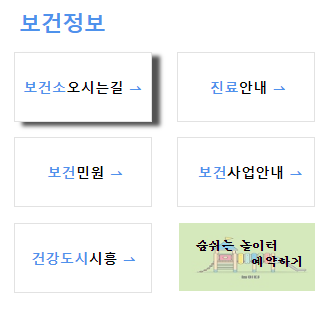 보건정보
보건소오시는길 →
진료안내 →
보건민원 →
보건사업안내 →
건강도시시흥 →
숨쉬는 놀이터
예약하기